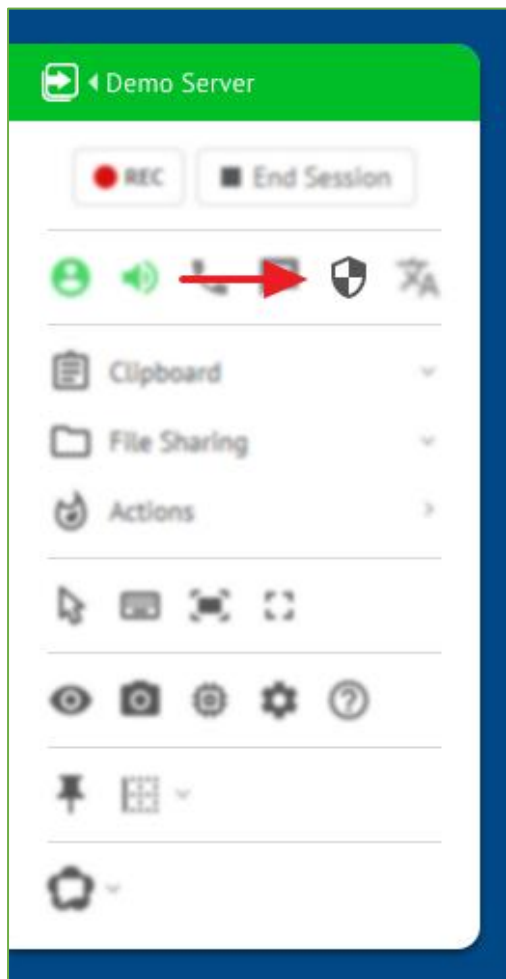 Demo Server
REC End Session
Clipboard
File Sharing
Actions